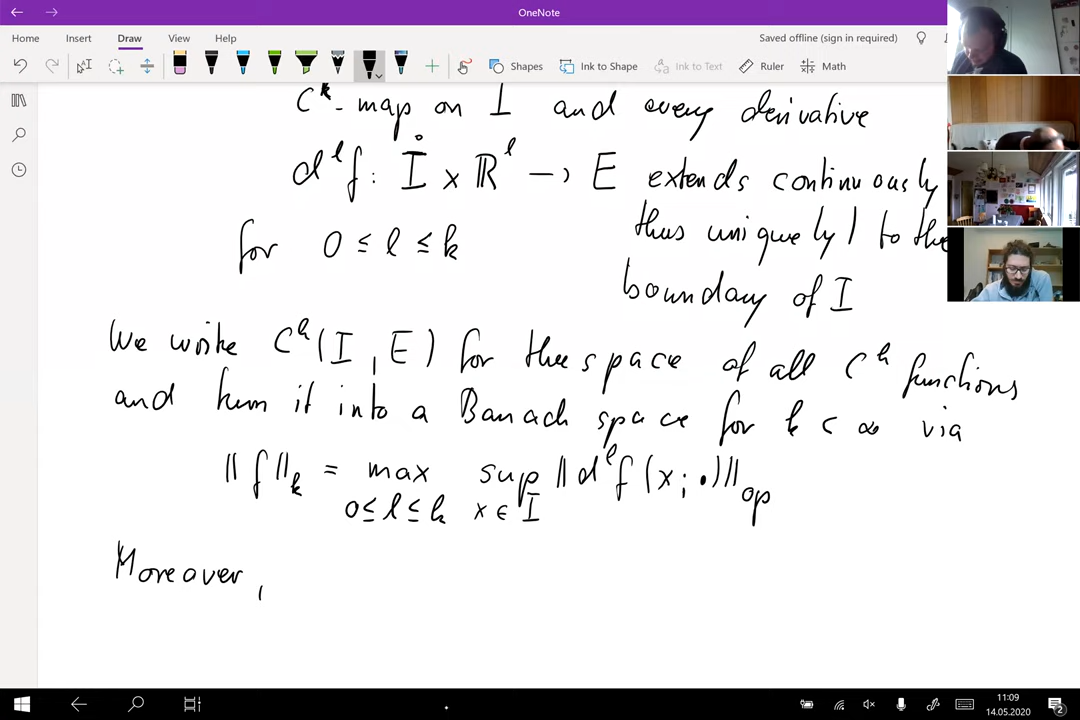 OneNote
Home Insert Draw View Help
Saved offline (sign in required)
Shapes Ink to Shape Ink to Text Ruler Math
C^k-map on I and every derivative
d^l f : I̊ × ℝ^l → E extends continuously
thus uniquely) to the
for 0 ≤ l ≤ k
boundary of I
We write C^k(I, E) for the space of all C^k functions
and turn it into a Banach space for k < ∞ via
‖f‖_k = max sup ‖d^l f(x; •)‖_op
0≤l≤k x∈I
Moreover,
11:09
14.05.2020
2